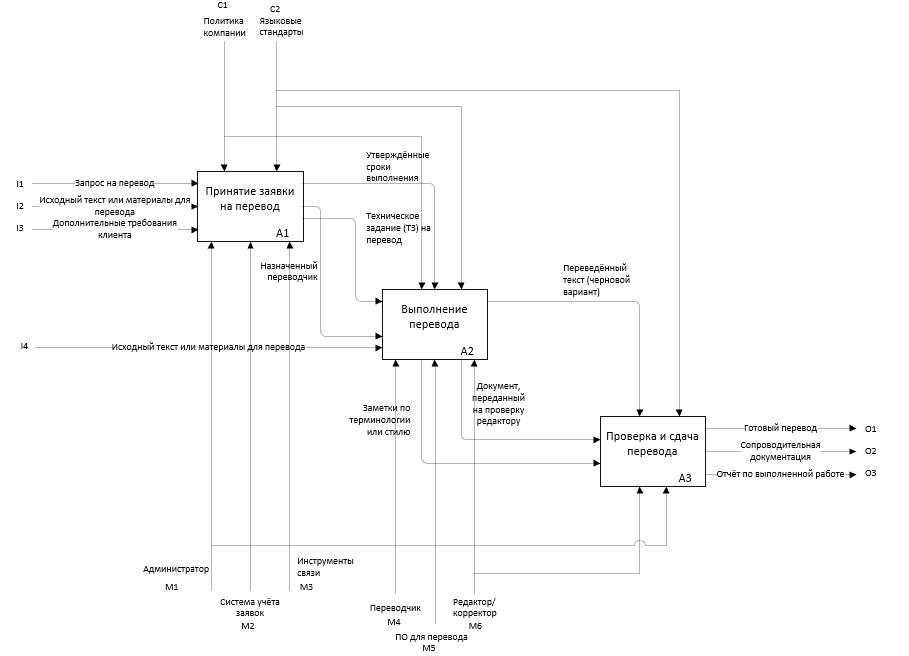 C1
Политика
компании
C2
Языковые
стандарты
Утверждённые
сроки
выполнения
I1
Запрос на перевод
I2
Исходный текст или материалы для
перевода
I3
Дополнительные требования
клиента
Принятие заявки
на перевод
A1
Техническое
задание (ТЗ) на
перевод
Назначенный
переводчик
Переведённый
текст (черновой
вариант)
Выполнение
перевода
A2
I4
Исходный текст или материалы для перевода
Заметки по
терминологии
или стилю
Документ,
переданный
на проверку
редактору
Проверка и сдача
перевода
A3
Готовый перевод
O1
Сопроводительная
документация
O2
Отчёт по выполненной работе
O3
Администратор
M1
Система учёта
заявок
M2
Инструменты
связи
M3
Переводчик
M4
ПО для перевода
M5
Редактор/
корректор
M6